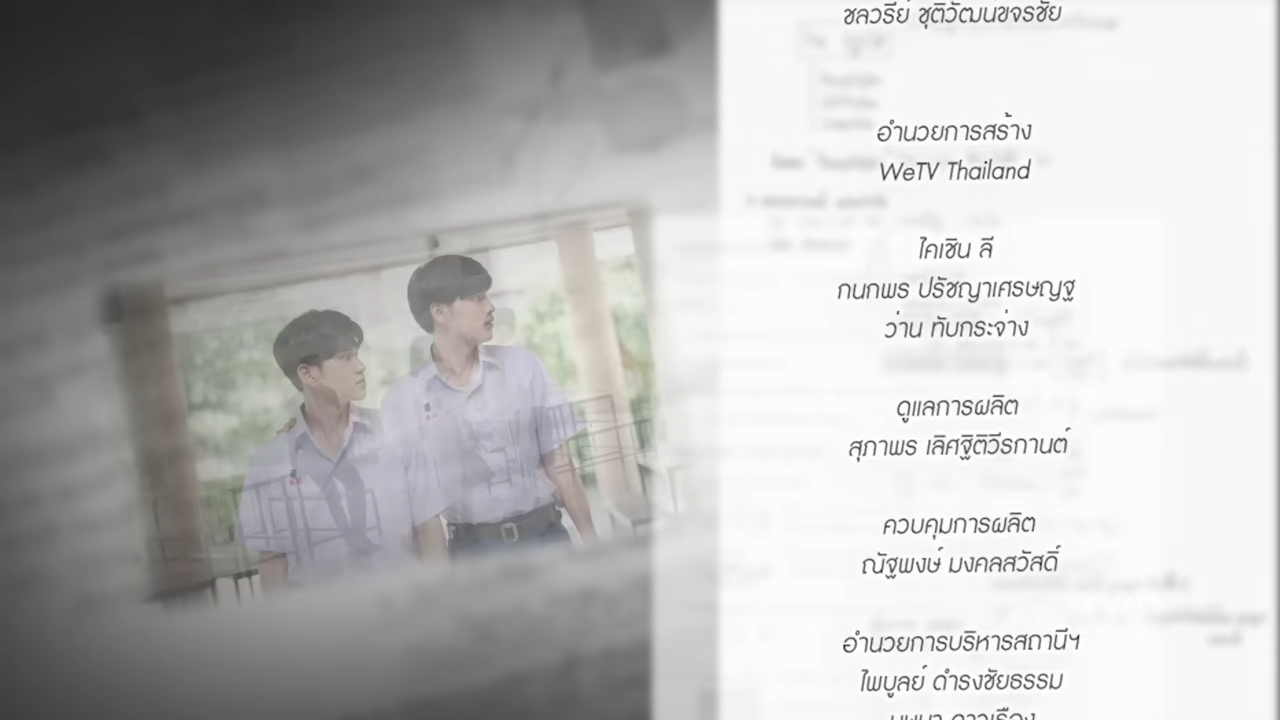 ชลวรีย์ ชุติวัฒนขจรชัย
อำนวยการสร้าง
WeTV Thailand
ไคเชิน ลี
กนกพร ปรัชญาเศรษญฐ
ว่าน ทับกระจ่าง
ดูแลการผลิต
สุภาพร เลิศฐิติวีรกานต์
ควบคุมการผลิต
ณัฐพงษ์ มงคลสวัสดิ์
อำนวยการบริหารสถานีฯ
ไพบูลย์ ดำรงชัยธรรม